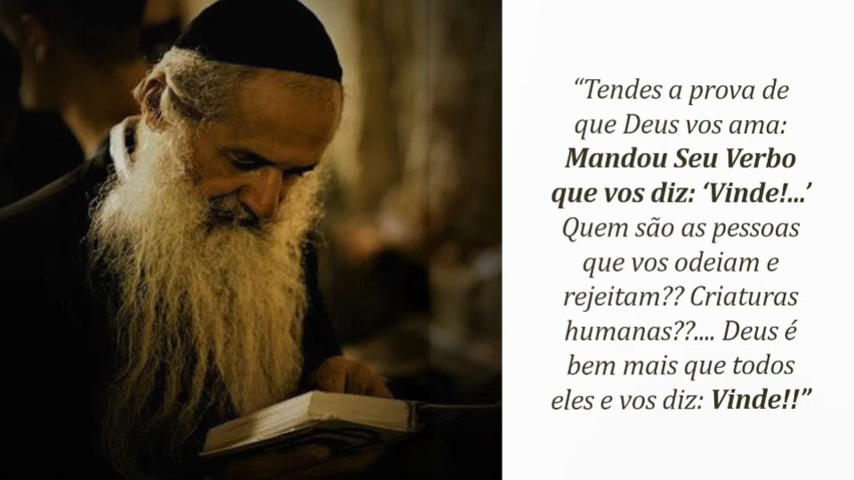 “Tendes a prova de
que Deus vos ama:
Mandou Seu Verbo
que vos diz: ‘Vinde!...’
Quem são as pessoas
que vos odeiam e
rejeitam?? Criaturas
humanas??.... Deus é
bem mais que todos
eles e vos diz: Vinde!!”